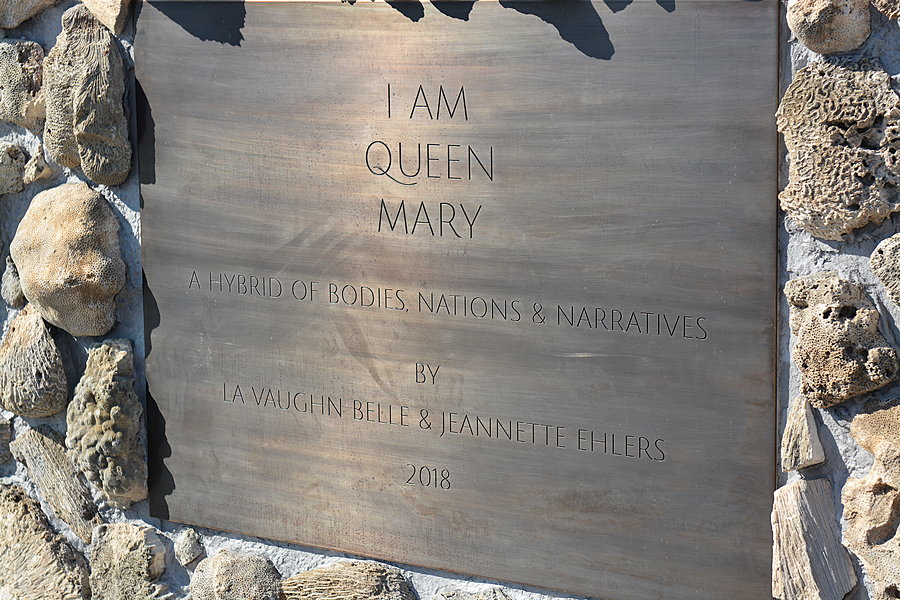 I AM
QUEEN
MARY
A HYBRID OF BODIES, NATIONS & NARRATIVES
BY
LA VAUGHN BELLE & JEANNETTE EHLERS
2018